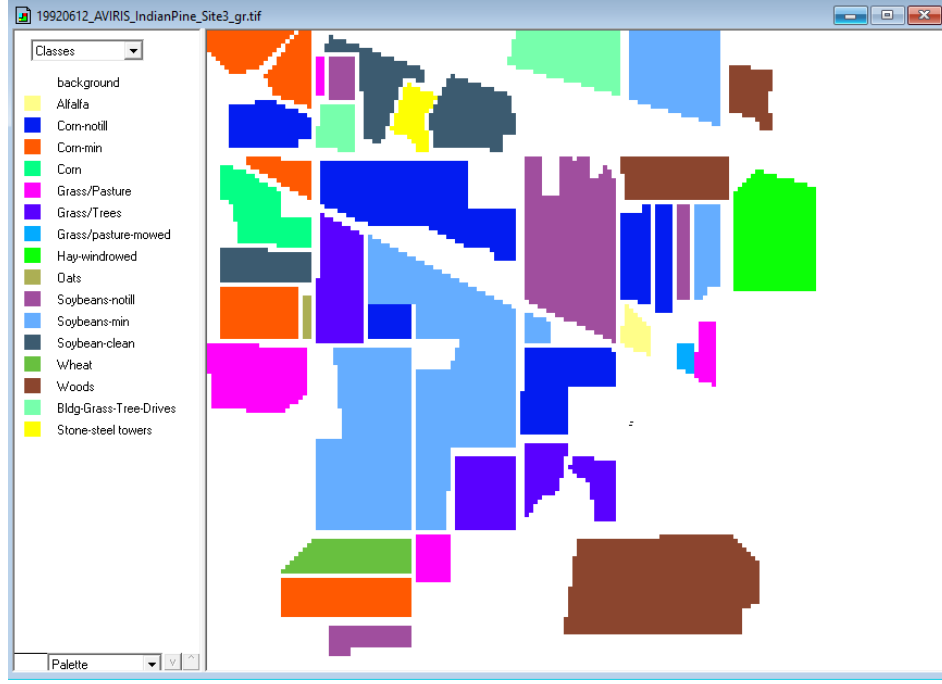 19920612_AVIRIS_IndianPine_Site3_gr.tif
Classes
background
Alfalfa
Corn-notill
Corn-min
Corn
Grass/Pasture
Grass/Trees
Grass/pasture-mowed
Hay-windrowed
Oats
Soybeans-notill
Soybeans-min
Soybean-clean
Wheat
Woods
Bldg-Grass-Tree-Drives
Stone-steel towers
Palette